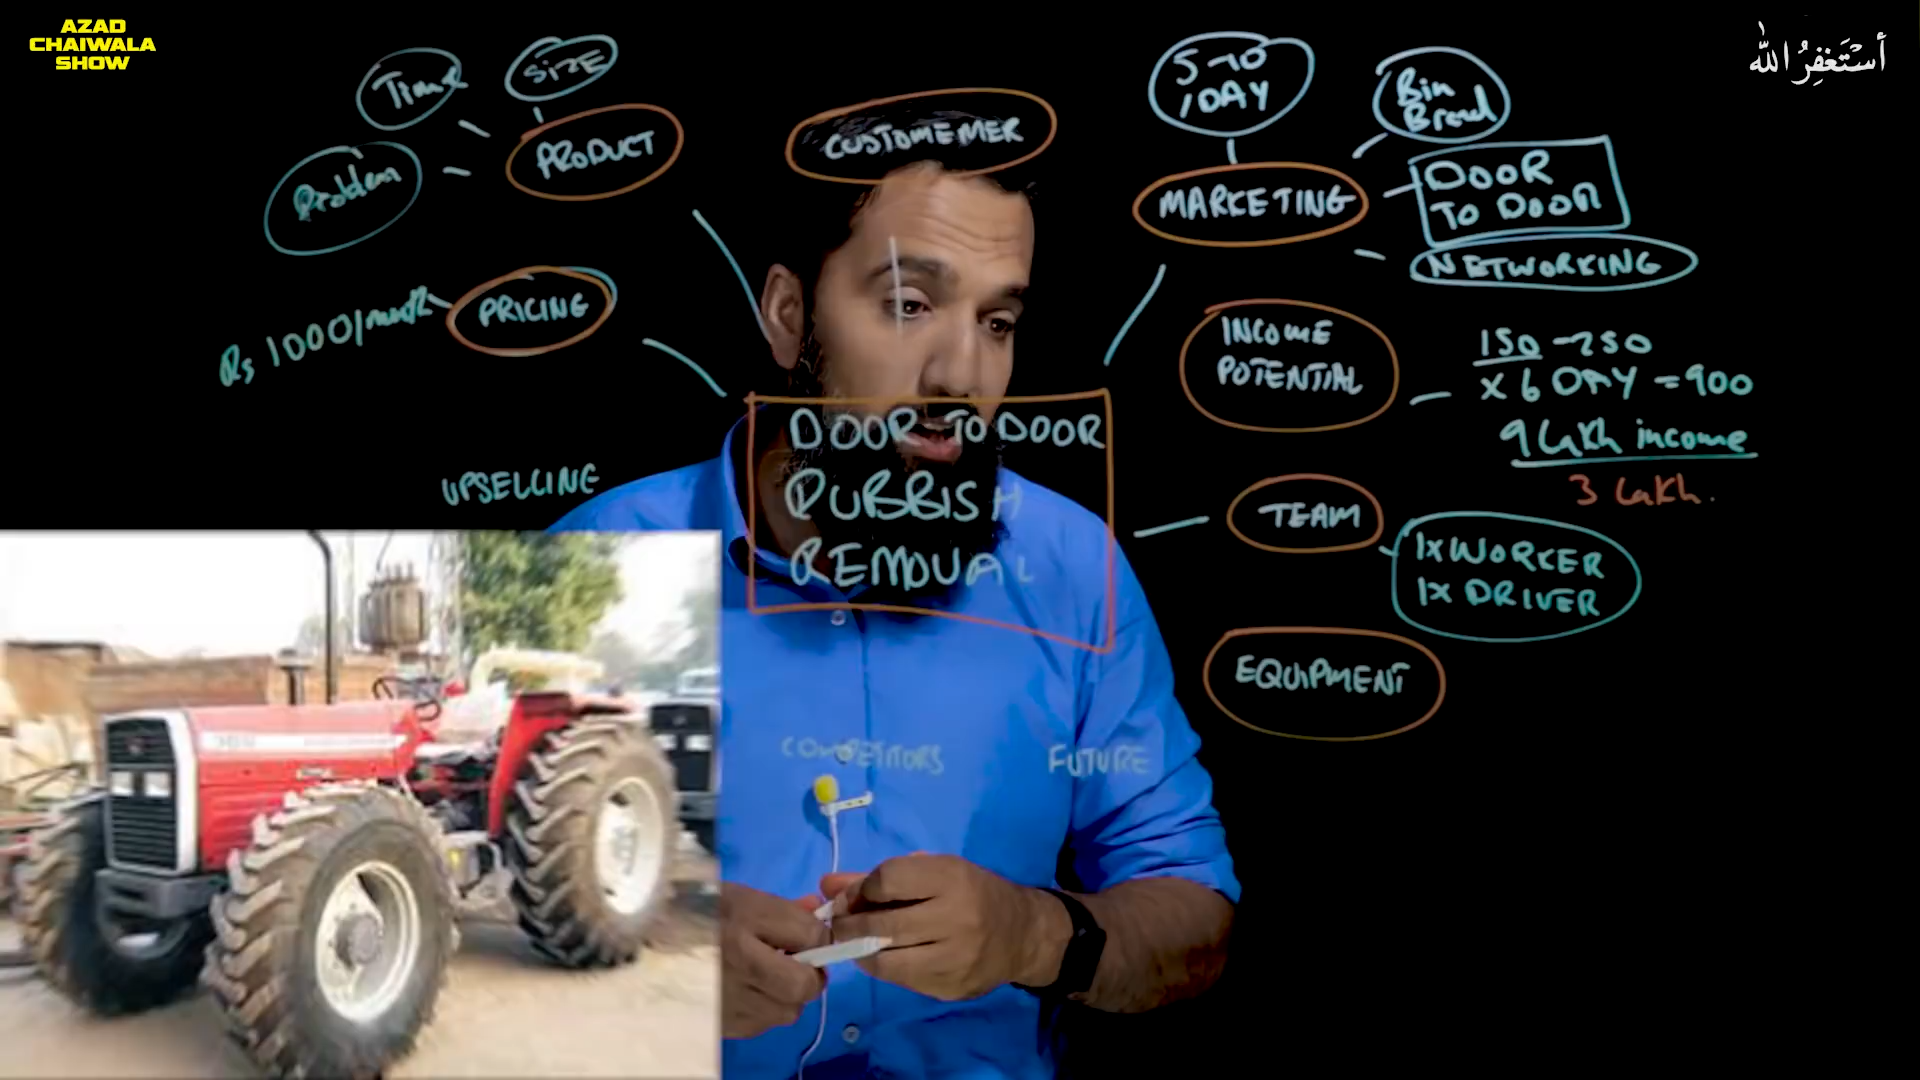 AZAD
CHAIWALA
SHOW
أستغفر الله
Time
SIZE
Problem
PRODUCT
CUSTOMEMER
5-10
/DAY
Bin
Brand
MARKETING
DOOR
TO DOOR
NETWORKING
Rs 1000/month
PRICING
INCOME
POTENTIAL
150-250
x 6 DAY = 900
9 Lakh income
3 Lakh.
UPSELLING
DOOR TO DOOR
RUBBISH
REMOVAL
TEAM
1x WORKER
1x DRIVER
EQUIPMENT
COMPETITORS
FUTURE